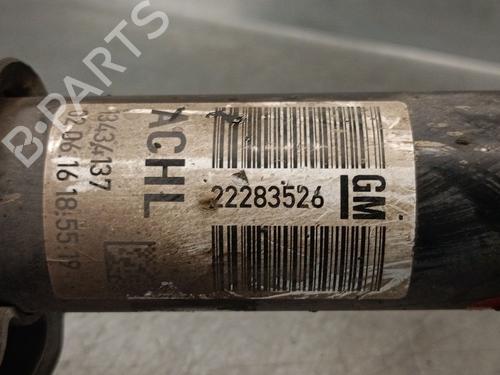 B-PARTS
13434137
02.06.16 18:55:19
ACHL
22283526
GM